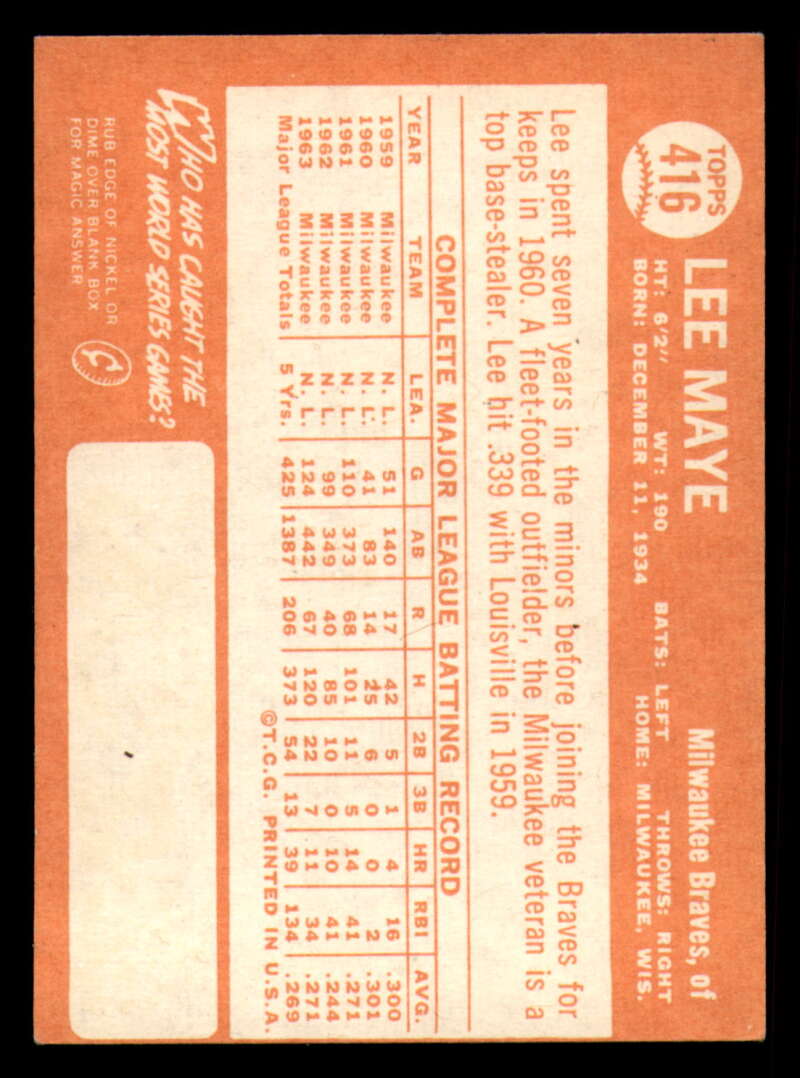 TOPPS
416
LEE MAYE
Milwaukee Braves, of
HT: 6'2" WT: 190 BATS: LEFT THROWS: RIGHT
BORN: DECEMBER 11, 1934 HOME: MILWAUKEE, WIS.
Lee spent seven years in the minors before joining the Braves for
keeps in 1960. A fleet-footed outfielder, the Milwaukee veteran is a
top base-stealer. Lee hit .339 with Louisville in 1959.
COMPLETE MAJOR LEAGUE BATTING RECORD
YEAR TEAM LEA. G AB R H 2B 3B HR RBI AVG.
1959 Milwaukee N. L. 51 140 17 42 5 1 4 16 .300
1960 Milwaukee N. L. 41 83 14 25 6 0 0 2 .301
1961 Milwaukee N. L. 110 373 68 101 11 5 14 41 .271
1962 Milwaukee N. L. 99 349 40 85 10 0 10 41 .244
1963 Milwaukee N. L. 124 442 67 120 22 7 11 34 .271
Major League Totals 5 Yrs. 425 1387 206 373 54 13 39 134 .269
©T.C.G. PRINTED IN U.S.A.
WHO HAS CAUGHT THE
MOST WORLD SERIES GAMES?
RUB EDGE OF NICKEL OR
DIME OVER BLANK BOX
FOR MAGIC ANSWER